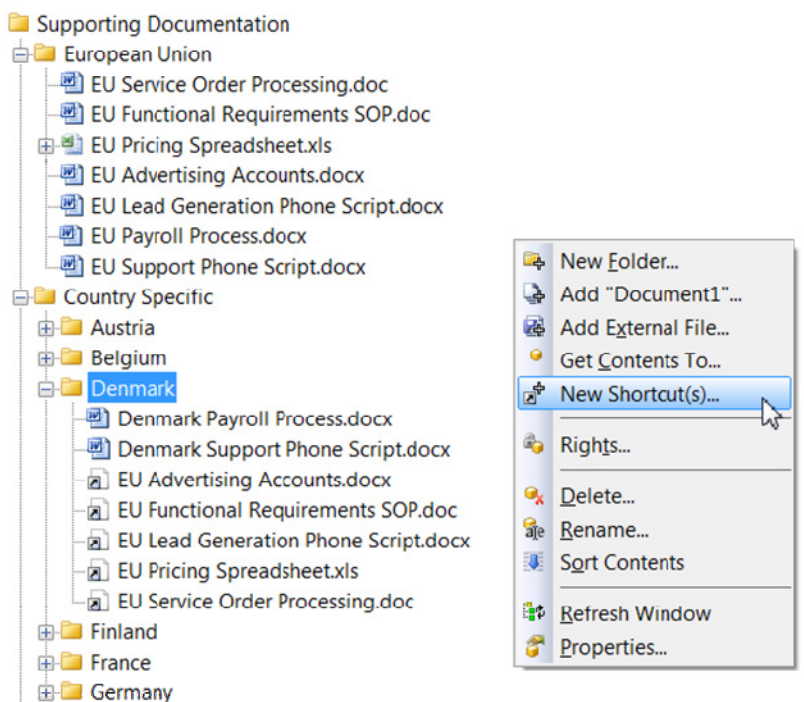 Supporting Documentation
European Union
EU Service Order Processing.doc
EU Functional Requirements SOP.doc
EU Pricing Spreadsheet.xls
EU Advertising Accounts.docx
EU Lead Generation Phone Script.docx
EU Payroll Process.docx
EU Support Phone Script.docx
Country Specific
Austria
Belgium
Denmark
Denmark Payroll Process.docx
Denmark Support Phone Script.docx
EU Advertising Accounts.docx
EU Functional Requirements SOP.doc
EU Lead Generation Phone Script.docx
EU Pricing Spreadsheet.xls
EU Service Order Processing.doc
Finland
France
Germany
New Folder...
Add "Document1"...
Add External File...
Get Contents To...
New Shortcut(s)...
Rights...
Delete...
Rename...
Sort Contents
Refresh Window
Properties...